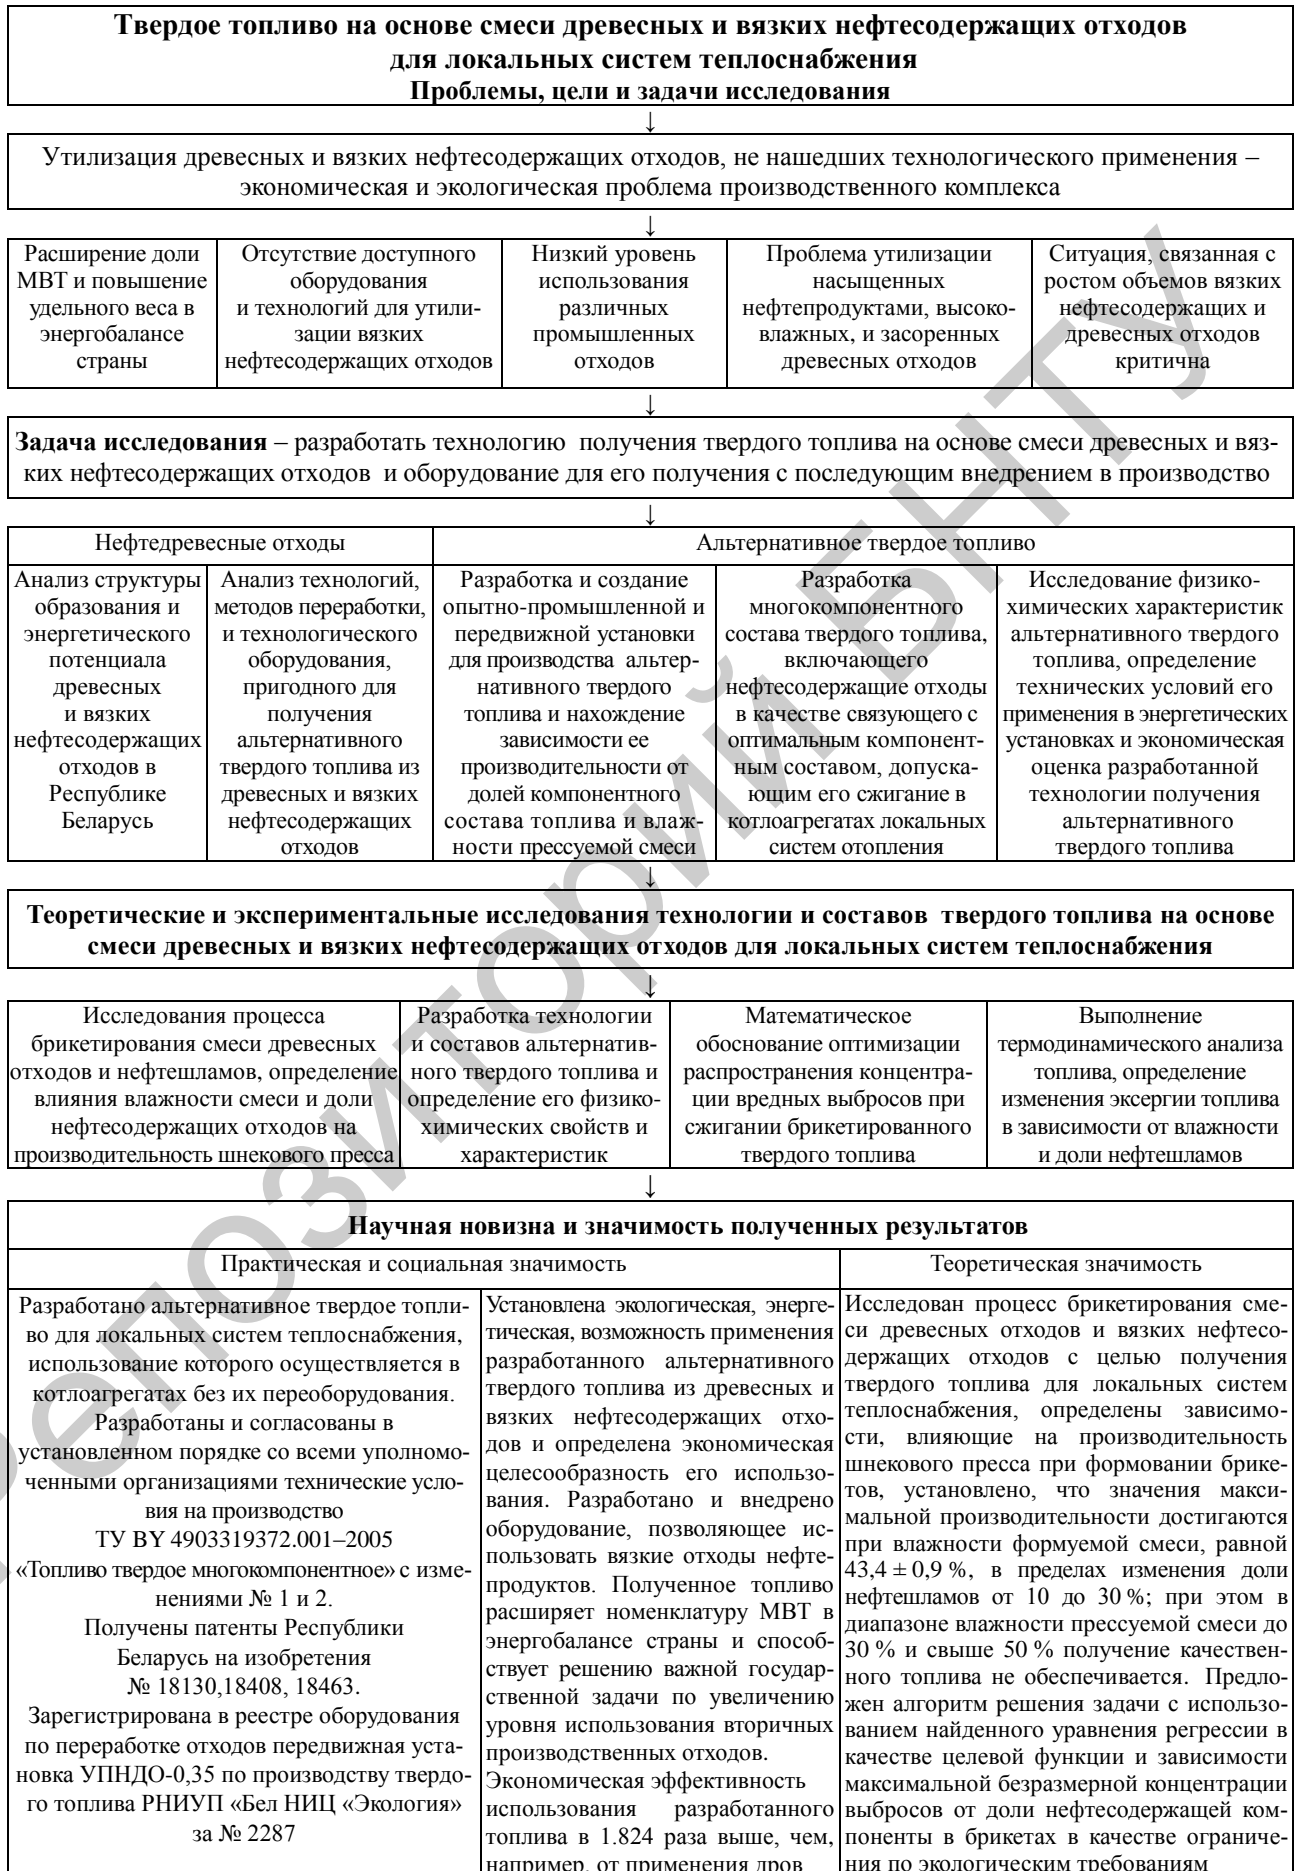 Твердое топливо на основе смеси древесных и вязких нефтесодержащих отходов
для локальных систем теплоснабжения
Проблемы, цели и задачи исследования
↓
Утилизация древесных и вязких нефтесодержащих отходов, не нашедших технологического применения –
экономическая и экологическая проблема производственного комплекса
↓
Расширение доли
МВТ и повышение
удельного веса в
энергобалансе
страны
Отсутствие доступного
оборудования
и технологий для утили-
зации вязких
нефтесодержащих отходов
Низкий уровень
использования
различных
промышленных
отходов
Проблема утилизации
насыщенных
нефтепродуктами, высоко-
влажных, и засоренных
древесных отходов
Ситуация, связанная с
ростом объемов вязких
нефтесодержащих и
древесных отходов
критична
↓
Задача исследования – разработать технологию получения твердого топлива на основе смеси древесных и вяз-
ких нефтесодержащих отходов и оборудование для его получения с последующим внедрением в производство
↓
Нефтедревесные отходы
Альтернативное твердое топливо
Анализ структуры
образования и
энергетического
потенциала
древесных
и вязких
нефтесодержащих
отходов в
Республике
Беларусь
Анализ технологий,
методов переработки,
и технологического
оборудования,
пригодного для
получения
альтернативного
твердого топлива из
древесных и вязких
нефтесодержащих
отходов
Разработка и создание
опытно-промышленной и
передвижной установки
для производства альтер-
нативного твердого
топлива и нахождение
зависимости ее
производительности от
долей компонентного
состава топлива и влаж-
ности прессуемой смеси
Разработка
многокомпонентного
состава твердого топлива,
включающего
нефтесодержащие отходы
в качестве связующего с
оптимальным компонент-
ным составом, допуска-
ющим его сжигание в
котлоагрегатах локальных
систем отопления
Исследование физико-
химических характеристик
альтернативного твердого
топлива, определение
технических условий его
применения в энергетических
установках и экономическая
оценка разработанной
технологии получения
альтернативного
твердого топлива
↓
Теоретические и экспериментальные исследования технологии и составов твердого топлива на основе
смеси древесных и вязких нефтесодержащих отходов для локальных систем теплоснабжения
↓
Исследования процесса
брикетирования смеси древесных
отходов и нефтешламов, определение
влияния влажности смеси и доли
нефтесодержащих отходов на
производительность шнекового пресса
Разработка технологии
и составов альтернатив-
ного твердого топлива и
определение его физико-
химических свойств и
характеристик
Математическое
обоснование оптимизации
распространения концентра-
ции вредных выбросов при
сжигании брикетированного
твердого топлива
Выполнение
термодинамического анализа
топлива, определение
изменения эксергии топлива
в зависимости от влажности
и доли нефтешламов
↓
Научная новизна и значимость полученных результатов
Практическая и социальная значимость
Теоретическая значимость
Разработано альтернативное твердое топли-
во для локальных систем теплоснабжения,
использование которого осуществляется в
котлоагрегатах без их переоборудования.
Разработаны и согласованы в
установленном порядке со всеми уполномо-
ченными организациями технические усло-
вия на производство
ТУ BY 4903319372.001–2005
«Топливо твердое многокомпонентное» с изме-
нениями № 1 и 2.
Получены патенты Республики
Беларусь на изобретения
№ 18130,18408, 18463.
Зарегистрирована в реестре оборудования
по переработке отходов передвижная уста-
новка УПНДО-0,35 по производству твердо-
го топлива РНИУП «Бел НИЦ «Экология»
за № 2287
Установлена экологическая, энерге-
тическая, возможность применения
разработанного альтернативного
твердого топлива из древесных и
вязких нефтесодержащих отхо-
дов и определена экономическая
целесообразность его использо-
вания. Разработано и внедрено
оборудование, позволяющее ис-
пользовать вязкие отходы нефте-
продуктов. Полученное топливо
расширяет номенклатуру МВТ в
энергобалансе страны и способ-
ствует решению важной государ-
ственной задачи по увеличению
уровня использования вторичных
производственных отходов.
Экономическая эффективность
использования разработанного
топлива в 1.824 раза выше, чем,
например, от применения дров
Исследован процесс брикетирования сме-
си древесных отходов и вязких нефтесо-
держащих отходов с целью получения
твердого топлива для локальных систем
теплоснабжения, определены зависимо-
сти, влияющие на производительность
шнекового пресса при формовании брике-
тов, установлено, что значения макси-
мальной производительности достигаются
при влажности формуемой смеси, равной
43,4 ± 0,9 %, в пределах изменения доли
нефтешламов от 10 до 30 %; при этом в
диапазоне влажности прессуемой смеси до
30 % и свыше 50 % получение качествен-
ного топлива не обеспечивается. Предло-
жен алгоритм решения задачи с использо-
ванием найденного уравнения регрессии в
качестве целевой функции и зависимости
максимальной безразмерной концентрации
выбросов от доли нефтесодержащей ком-
поненты в брикетах в качестве ограниче-
ния по экологическим требованиям
Репозиторий БНТУ